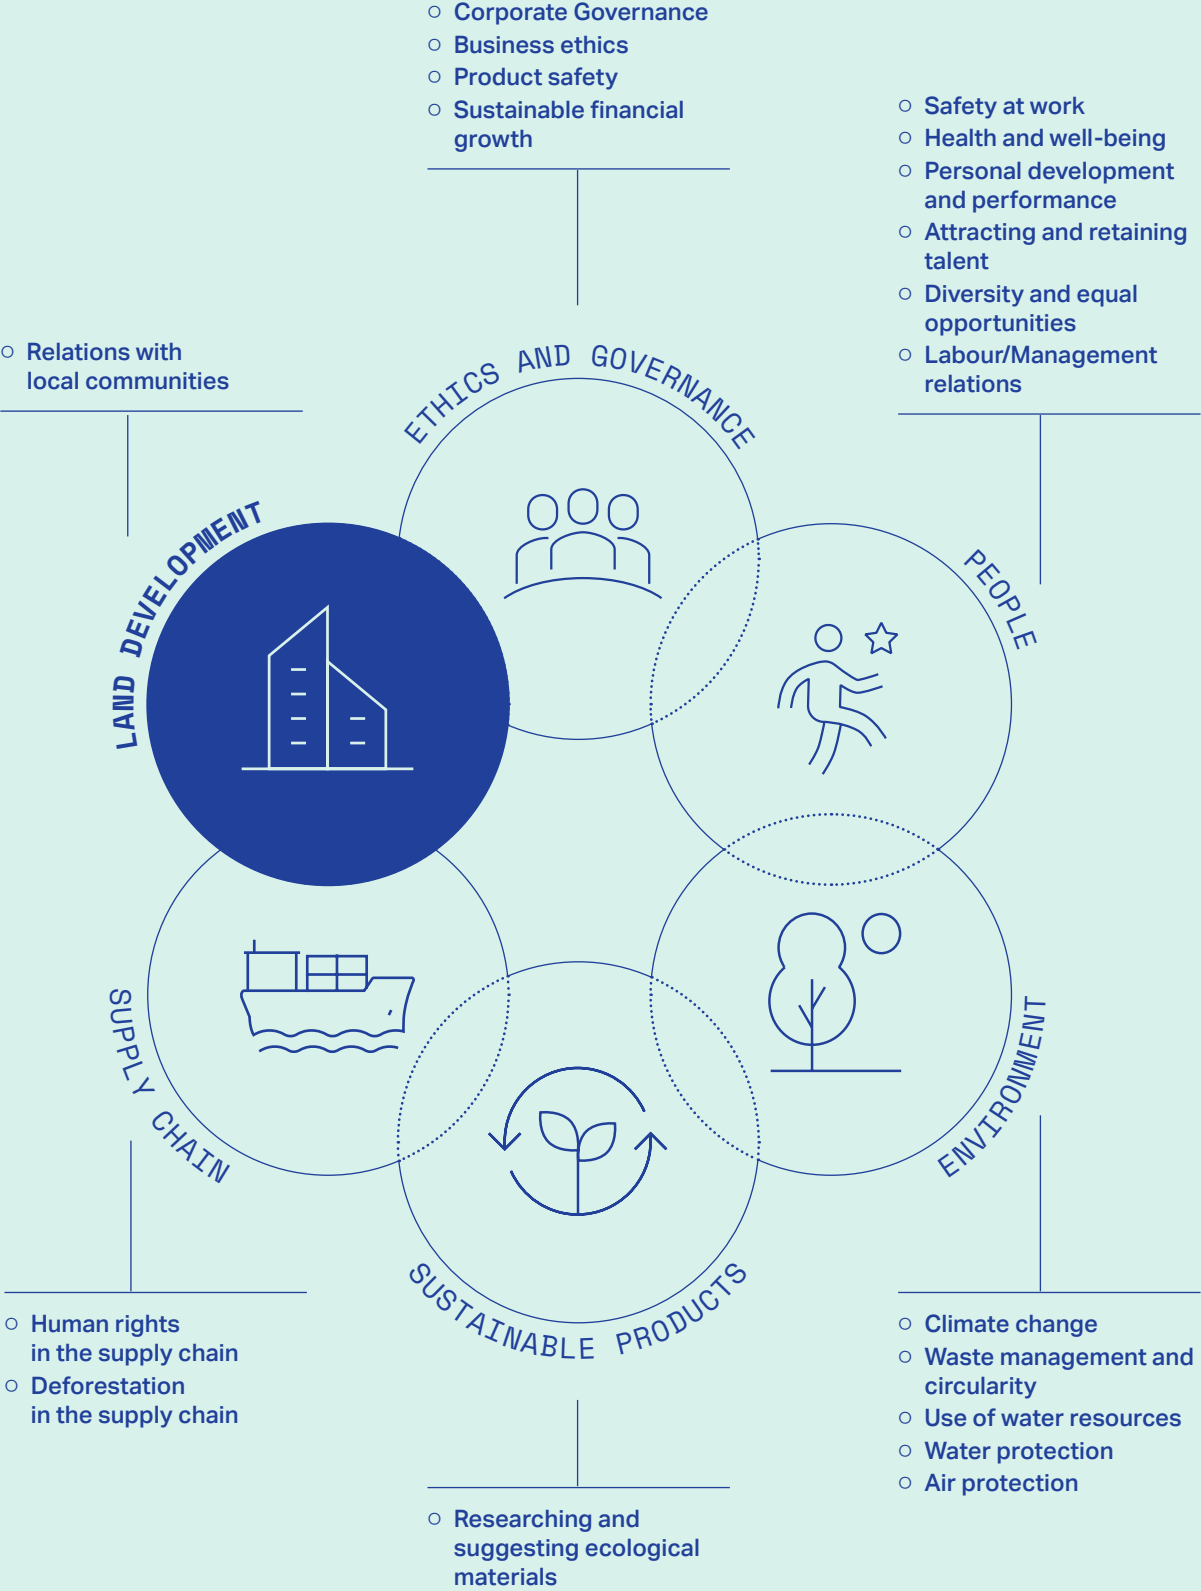 Corporate Governance
Business ethics
Product safety
Sustainable financial
growth
Safety at work
Health and well-being
Personal development
and performance
Attracting and retaining
talent
Diversity and equal
opportunities
Labour/Management
relations
Relations with
local communities
ETHICS AND GOVERNANCE
LAND DEVELOPMENT
PEOPLE
SUPPLY CHAIN
ENVIRONMENT
SUSTAINABLE PRODUCTS
Human rights
in the supply chain
Deforestation
in the supply chain
Climate change
Waste management and
circularity
Use of water resources
Water protection
Air protection
Researching and
suggesting ecological
materials